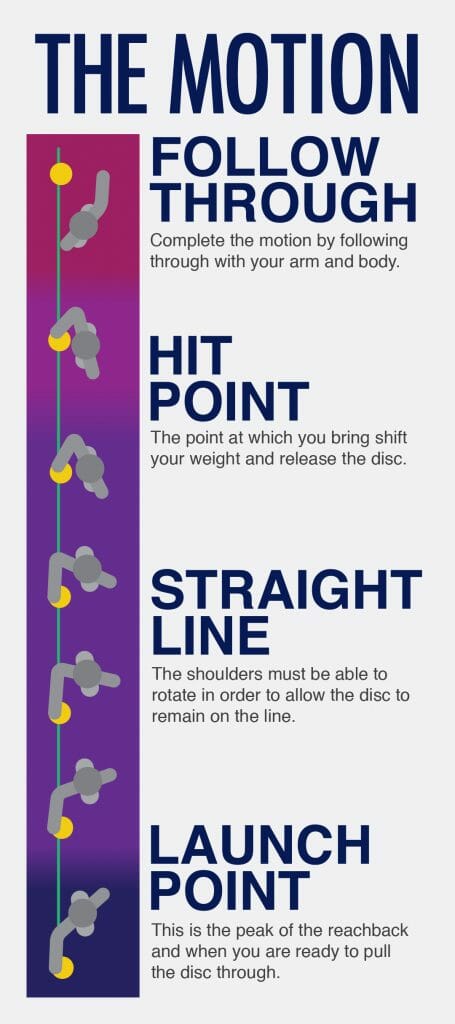 THE MOTION
FOLLOW
THROUGH
Complete the motion by following
through with your arm and body.
HIT
POINT
The point at which you bring shift
your weight and release the disc.
STRAIGHT
LINE
The shoulders must be able to
rotate in order to allow the disc to
remain on the line.
LAUNCH
POINT
This is the peak of the reachback
and when you are ready to pull
the disc through.